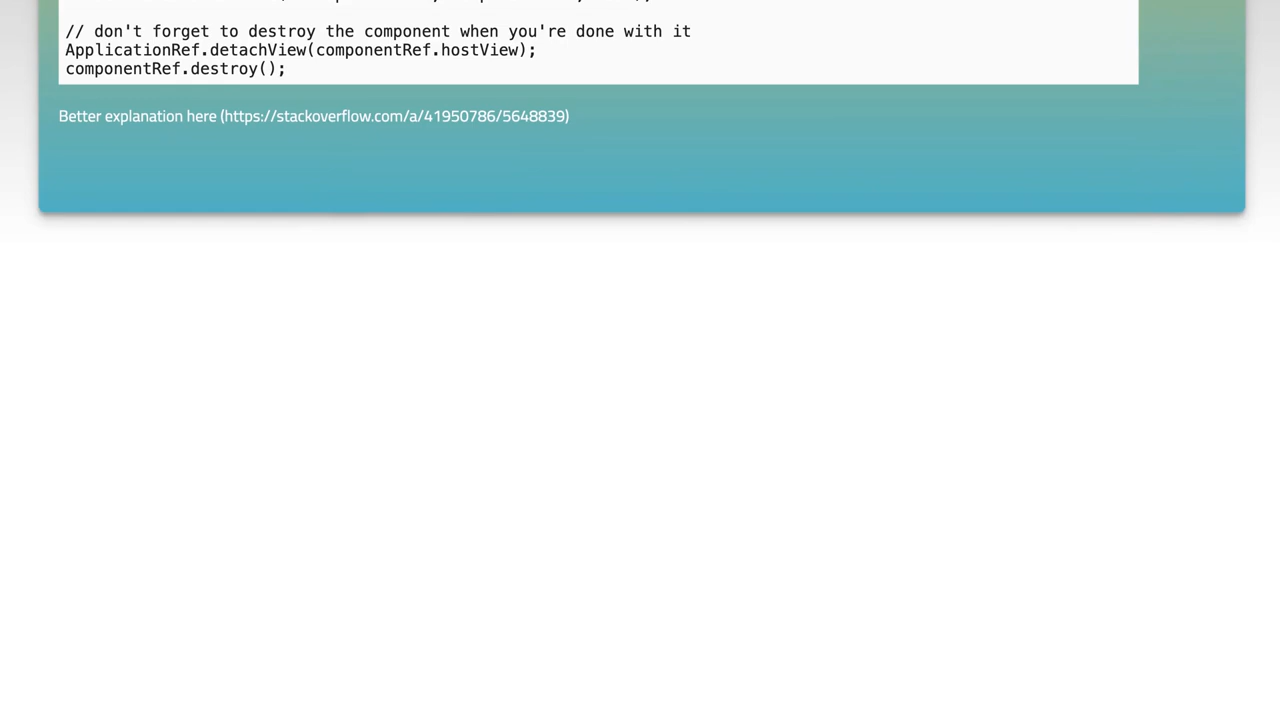 // don't forget to destroy the component when you're done with it
ApplicationRef.detachView(componentRef.hostView);
componentRef.destroy();
Better explanation here (https://stackoverflow.com/a/41950786/5648839)